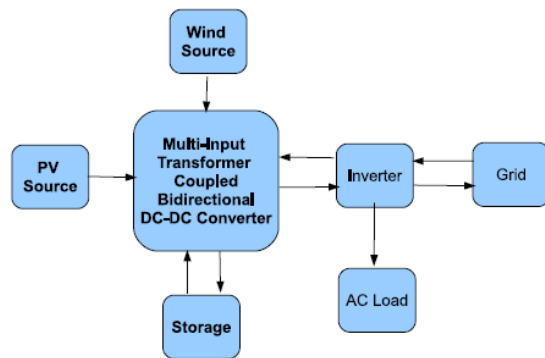 Wind
Source
Multi-Input
Transformer
Coupled
Bidirectional
DC-DC Converter
PV
Source
Inverter
Grid
Storage
AC Load